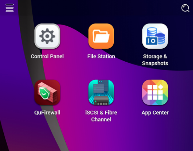 Control Panel
File Station
Storage &
Snapshots
QuFirewall
iSCSI & Fibre
Channel
App Center